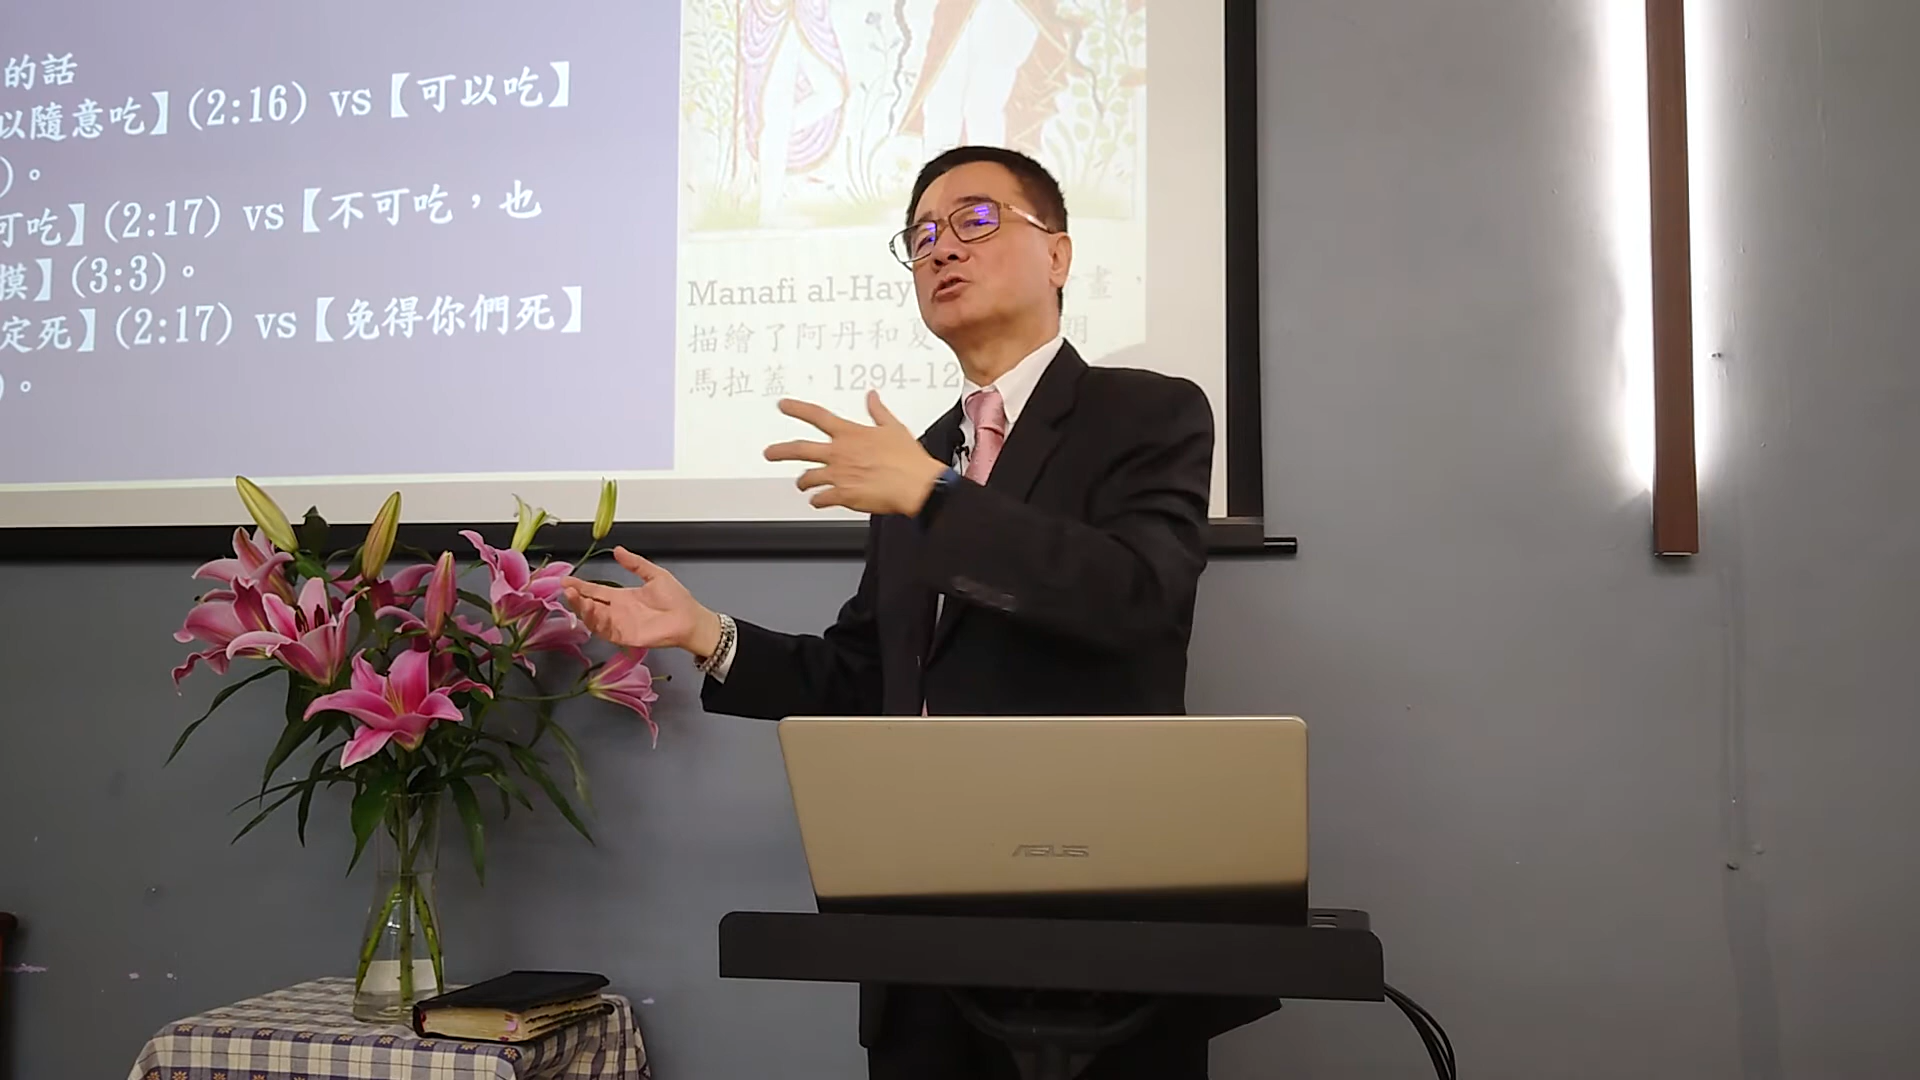 的話
以隨意吃】(2:16) vs【可以吃】
)。
可吃】(2:17) vs【不可吃，也
摸】(3:3)。
定死】(2:17) vs【免得你們死】
)。
Manafi al-Hay 畫，
描繪了阿丹和夏
馬拉蓋，1294-12
ASUS